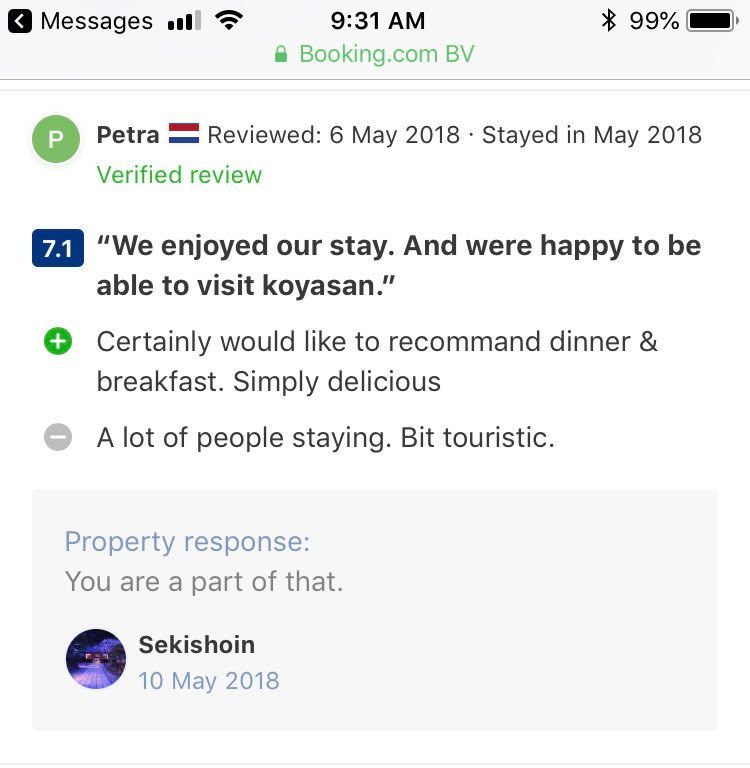 Messages 9:31 AM 99%
Booking.com BV
P Petra Reviewed: 6 May 2018 · Stayed in May 2018
Verified review
7.1 “We enjoyed our stay. And were happy to be
able to visit koyasan.”
Certainly would like to recommand dinner &
breakfast. Simply delicious
A lot of people staying. Bit touristic.
Property response:
You are a part of that.
Sekishoin
10 May 2018